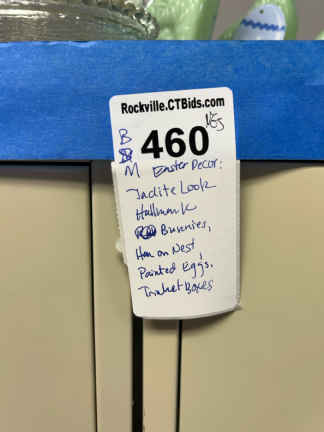 Rockville.CTBids.com
B
460
M Easter Decor:
Jadite Look
Hallmark
Bunnies,
Hen on Nest,
Painted Eggs,
Trinket Boxes